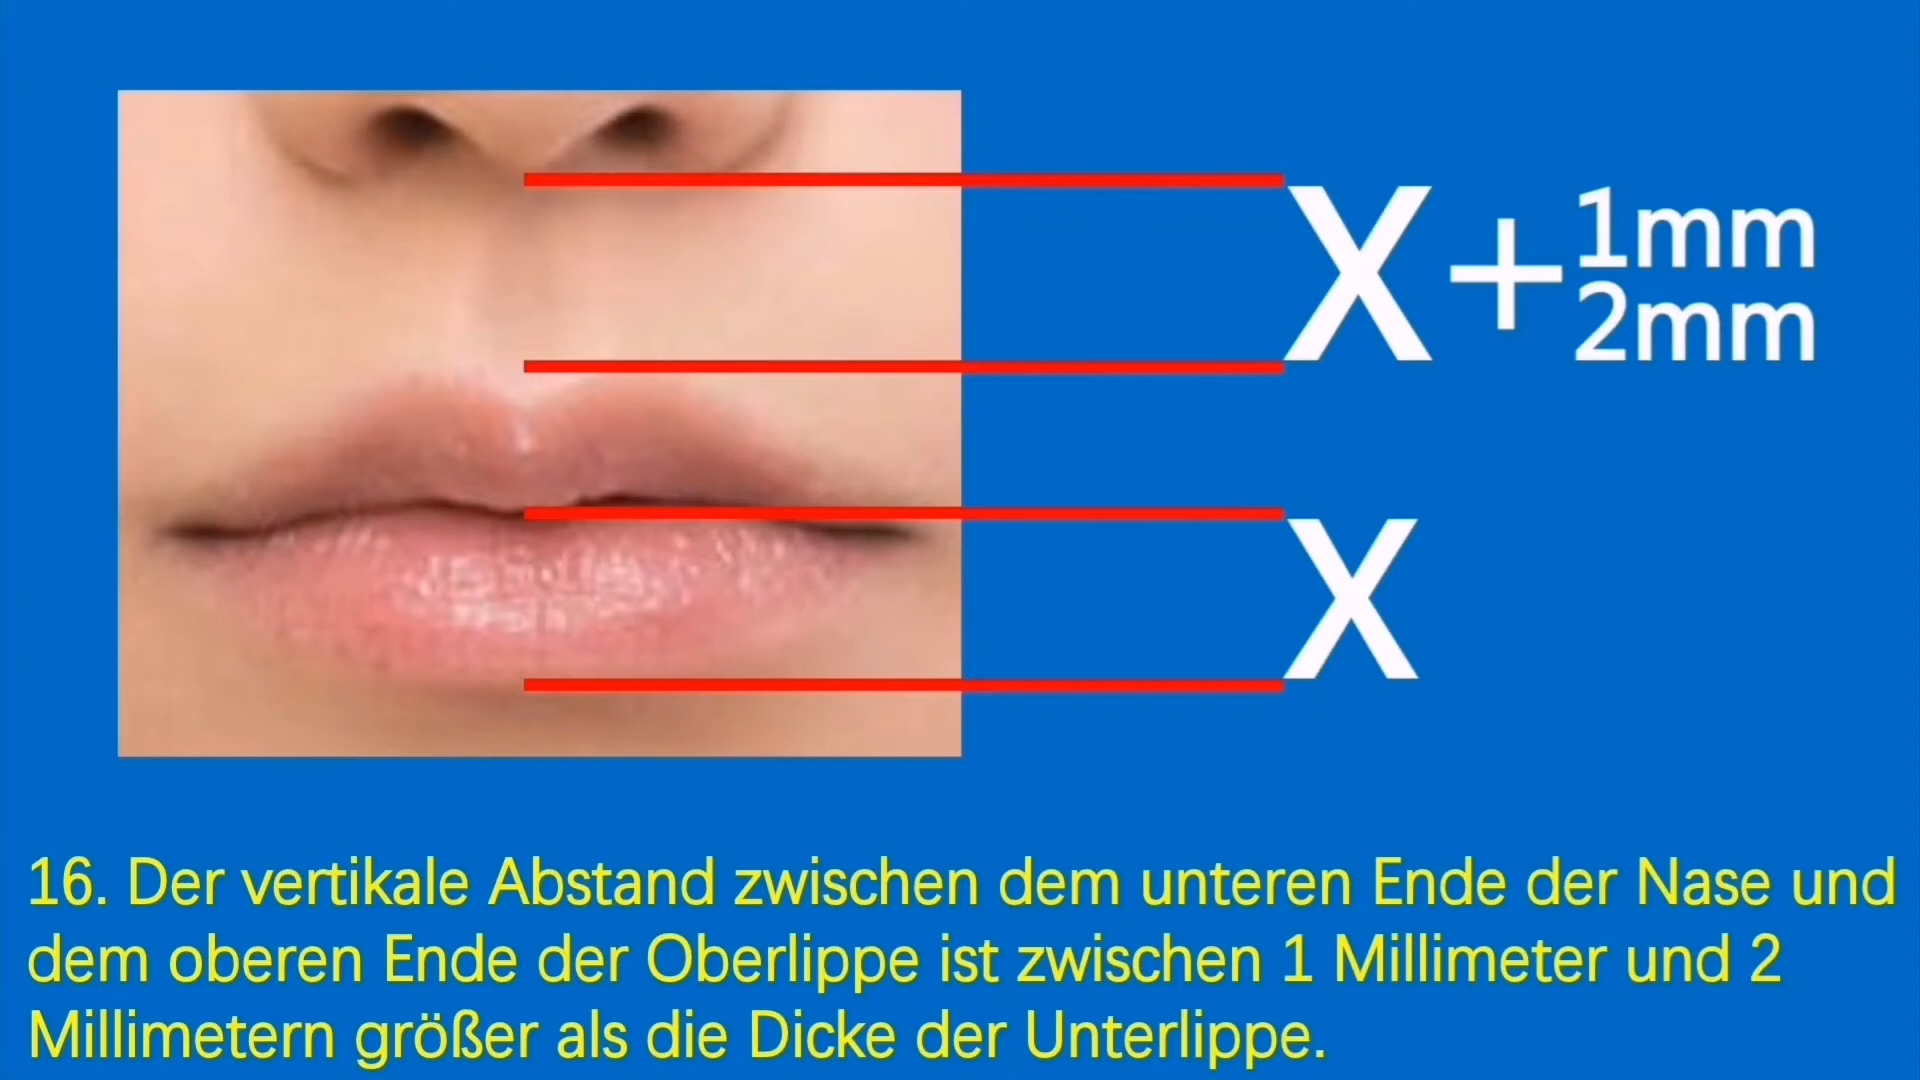 X+1mm
2mm
X
16. Der vertikale Abstand zwischen dem unteren Ende der Nase und
dem oberen Ende der Oberlippe ist zwischen 1 Millimeter und 2
Millimetern größer als die Dicke der Unterlippe.